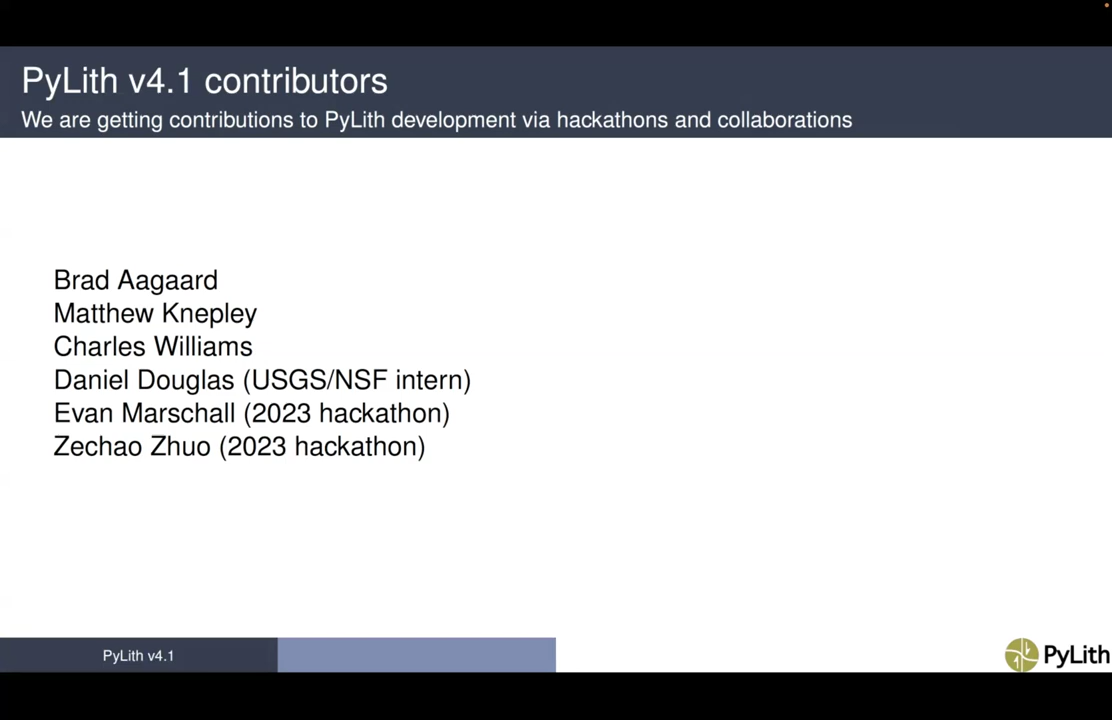 PyLith v4.1 contributors
We are getting contributions to PyLith development via hackathons and collaborations
Brad Aagaard
Matthew Knepley
Charles Williams
Daniel Douglas (USGS/NSF intern)
Evan Marschall (2023 hackathon)
Zechao Zhuo (2023 hackathon)
PyLith v4.1
PyLith